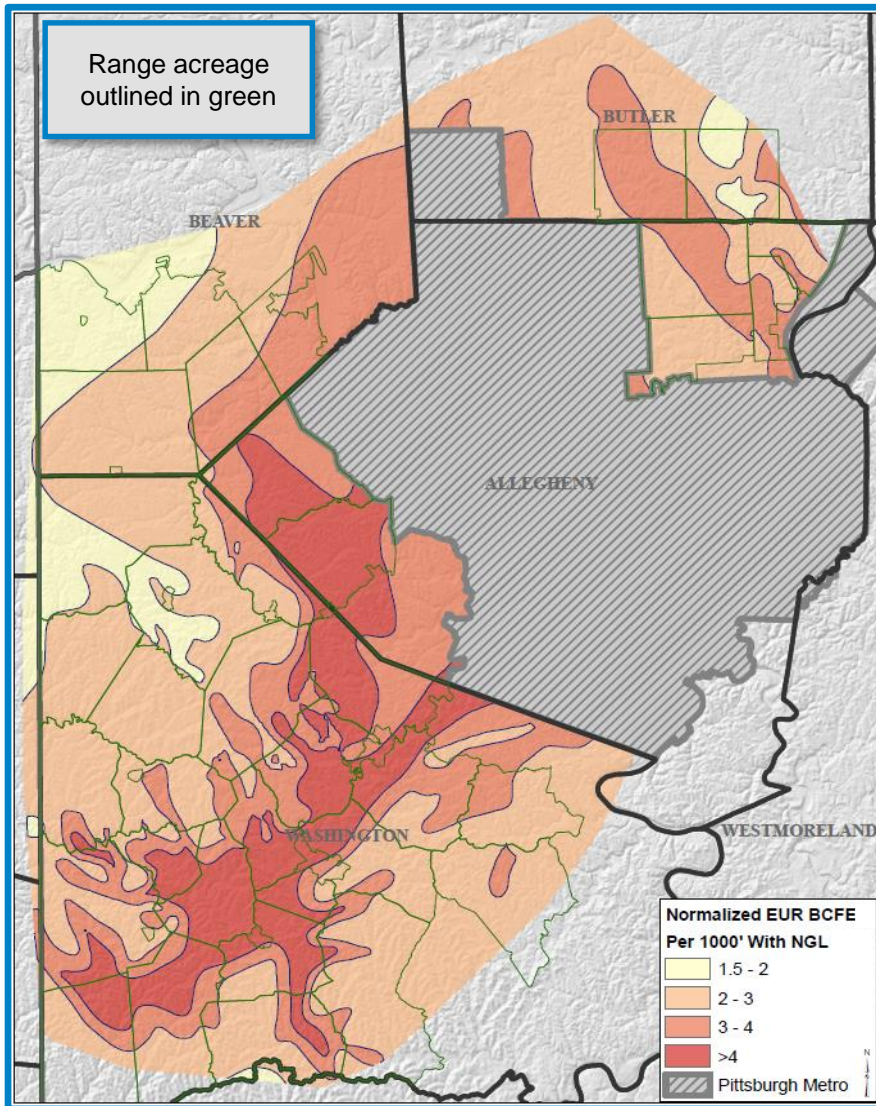 Range acreage
outlined in green
BUTLER
BEAVER
ALLEGHENY
WASHINGTON
WESTMORELAND
Normalized EUR BCFE
Per 1000' With NGL
1.5 - 2
2 - 3
3 - 4
>4
Pittsburgh Metro
N